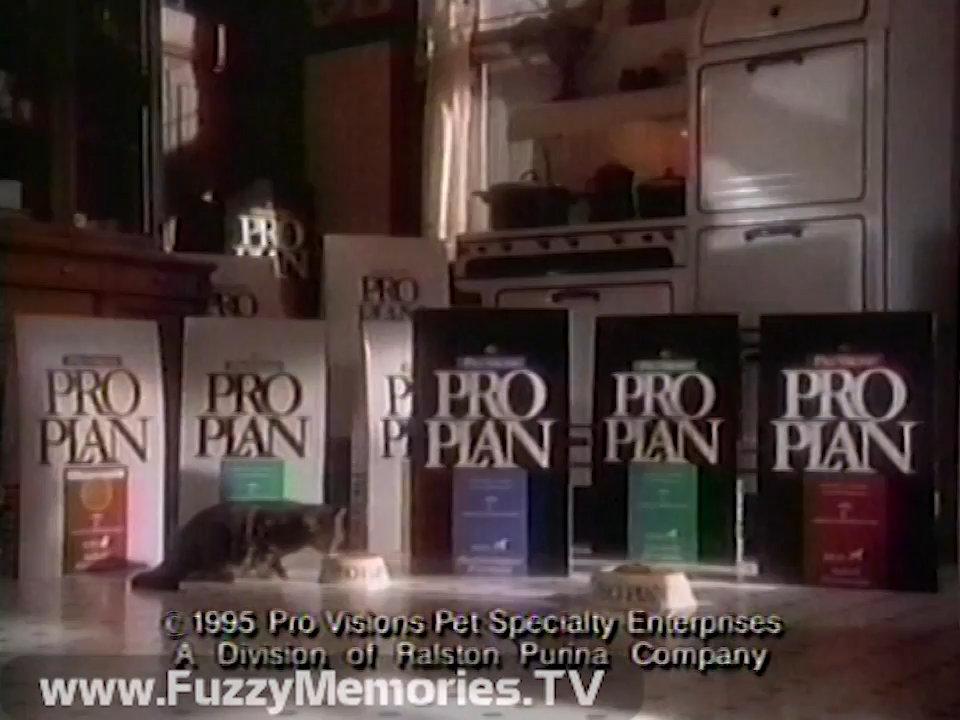 PRO
PLAN
PRO
PRO
PLAN
PRO
PLAN
PRO
PLAN
P
P
PRO
PLAN
PRO
PLAN
PRO
PLAN
PRO PLAN
©1995 Pro Visions Pet Specialty Enterprises
A Division of Ralston Purina Company
www.FuzzyMemories.TV